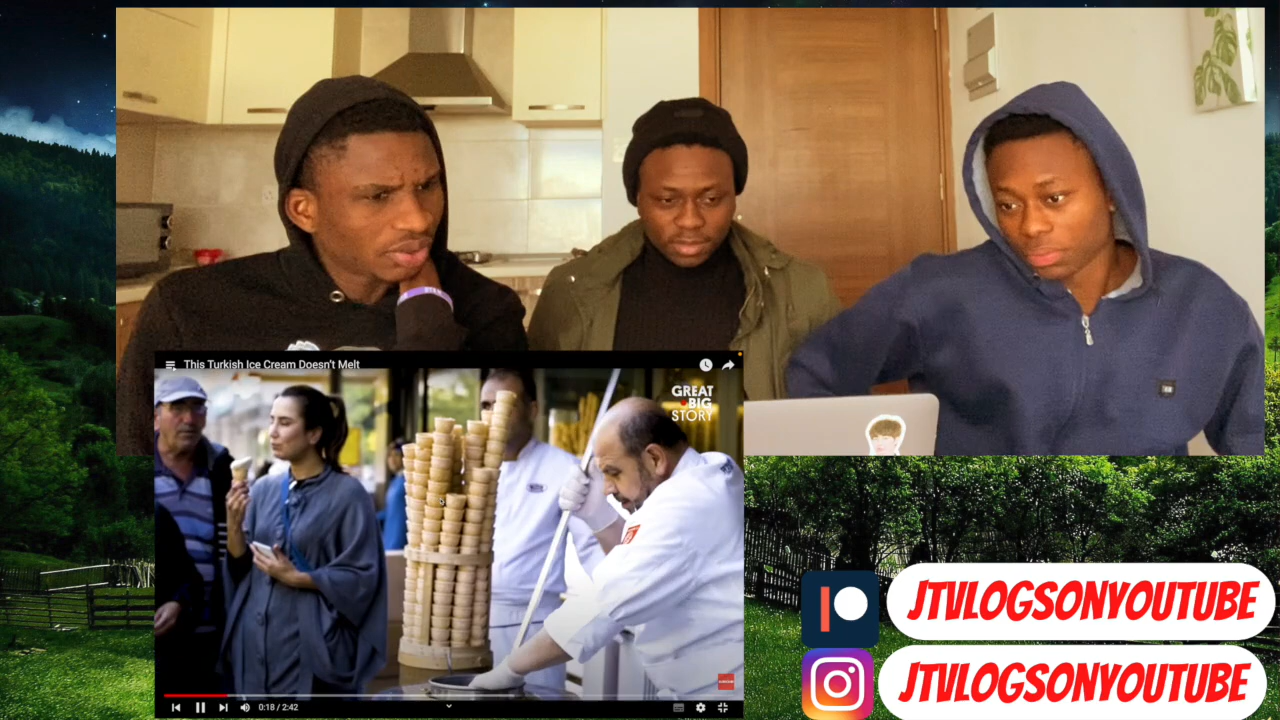 This Turkish Ice Cream Doesn't Melt
GREAT
BIG
STORY
0:18 / 2:42
JTVLOGSONYOUTUBE
JTVLOGSONYOUTUBE